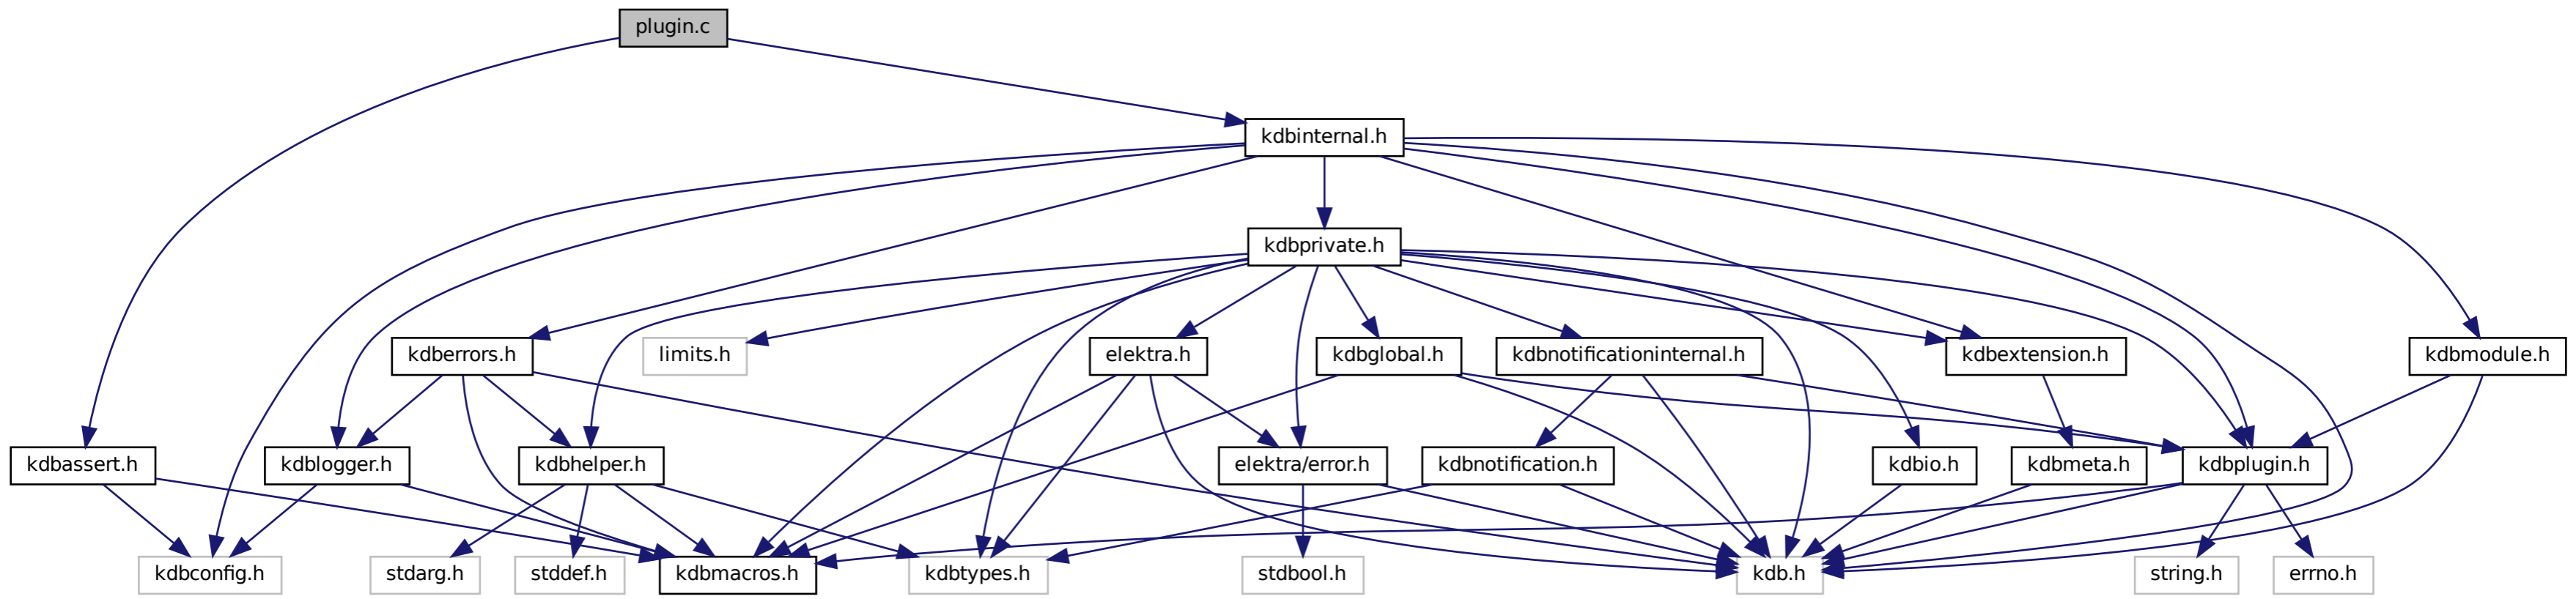 plugin.c
kdbinternal.h
kdbprivate.h
kdberrors.h
limits.h
elektra.h
kdbglobal.h
kdbnotificationinternal.h
kdbextension.h
kdbmodule.h
kdbassert.h
kdblogger.h
kdbhelper.h
elektra/error.h
kdbnotification.h
kdbio.h
kdbmeta.h
kdbplugin.h
kdbconfig.h
stdarg.h
stddef.h
kdbmacros.h
kdbtypes.h
stdbool.h
kdb.h
string.h
errno.h